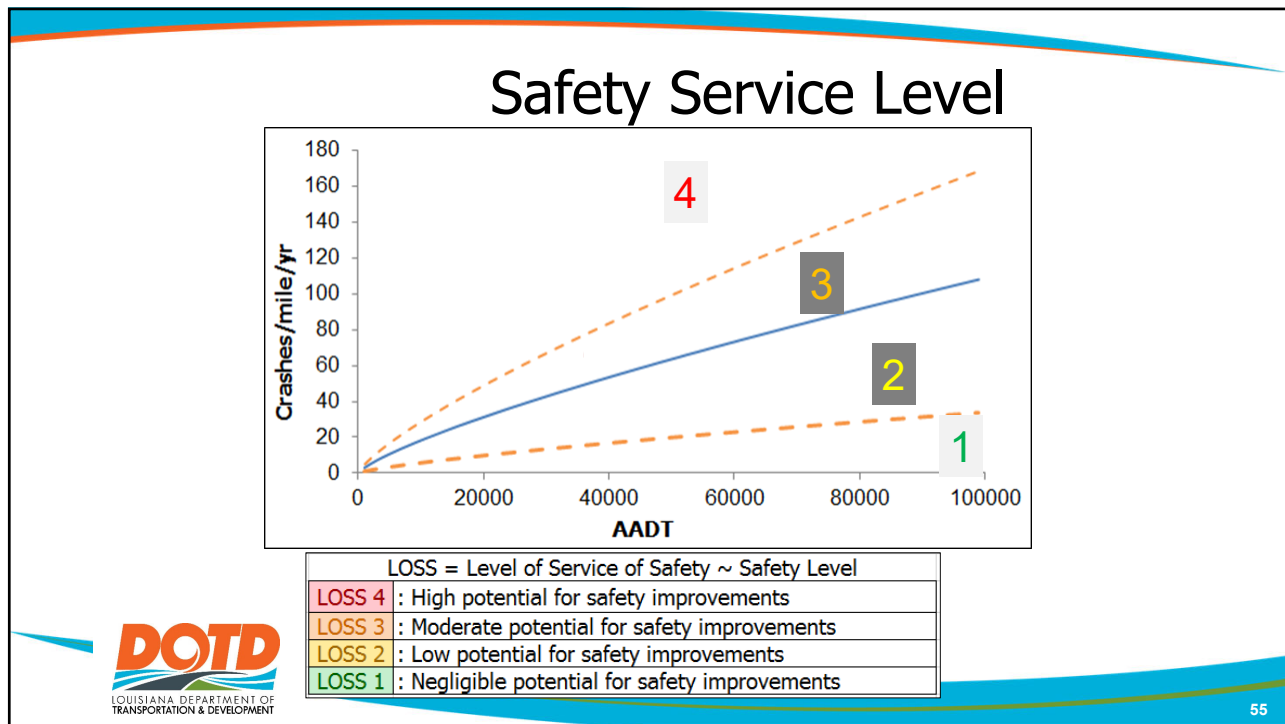 Safety Service Level
180
160
140
120
100
80
60
40
20
0
Crashes/mile/yr
4
3
2
1
0 20000 40000 60000 80000 100000
AADT
LOSS = Level of Service of Safety ~ Safety Level
LOSS 4 : High potential for safety improvements
LOSS 3 : Moderate potential for safety improvements
LOSS 2 : Low potential for safety improvements
LOSS 1 : Negligible potential for safety improvements
DOTD
LOUISIANA DEPARTMENT OF
TRANSPORTATION & DEVELOPMENT
55